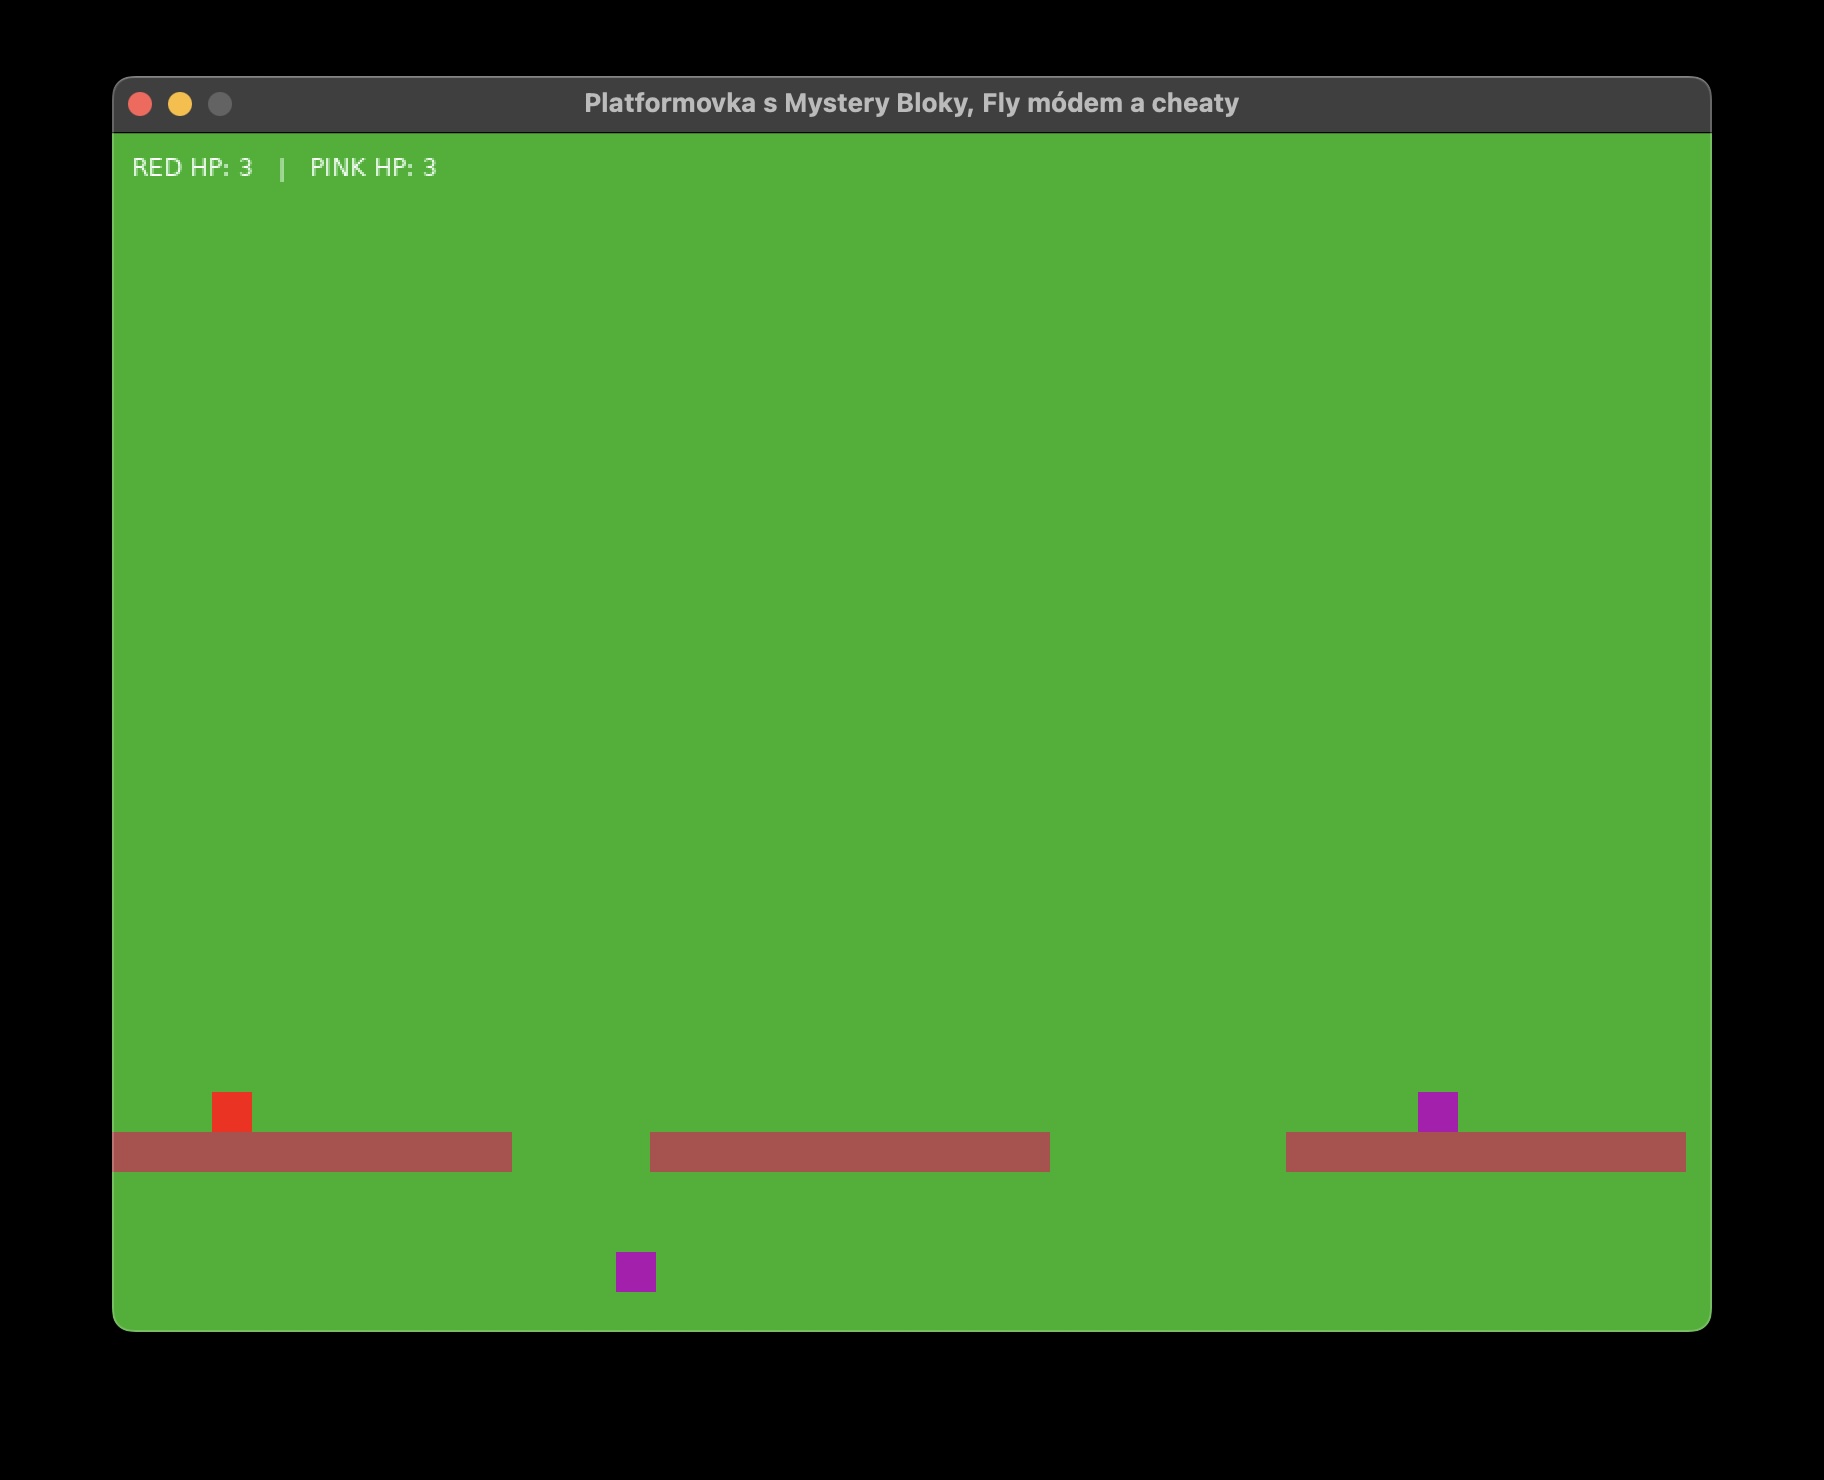 Platformovka s Mystery Bloky, Fly módem a cheaty
RED HP: 3 | PINK HP: 3